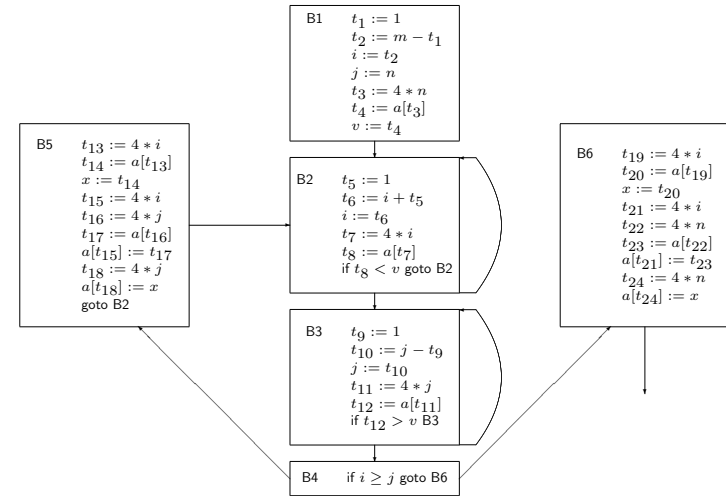 B1 t₁ := 1
t₂ := m − t₁
i := t₂
j := n
t₃ := 4 * n
t₄ := a[t₃]
v := t₄
B5 t₁₃ := 4 * i
t₁₄ := a[t₁₃]
x := t₁₄
t₁₅ := 4 * i
t₁₆ := 4 * j
t₁₇ := a[t₁₆]
a[t₁₅] := t₁₇
t₁₈ := 4 * j
a[t₁₈] := x
goto B2
B2 t₅ := 1
t₆ := i + t₅
i := t₆
t₇ := 4 * i
t₈ := a[t₇]
if t₈ < v goto B2
B6 t₁₉ := 4 * i
t₂₀ := a[t₁₉]
x := t₂₀
t₂₁ := 4 * i
t₂₂ := 4 * n
t₂₃ := a[t₂₂]
a[t₂₁] := t₂₃
t₂₄ := 4 * n
a[t₂₄] := x
B3 t₉ := 1
t₁₀ := j − t₉
j := t₁₀
t₁₁ := 4 * j
t₁₂ := a[t₁₁]
if t₁₂ > v B3
B4 if i ≥ j goto B6